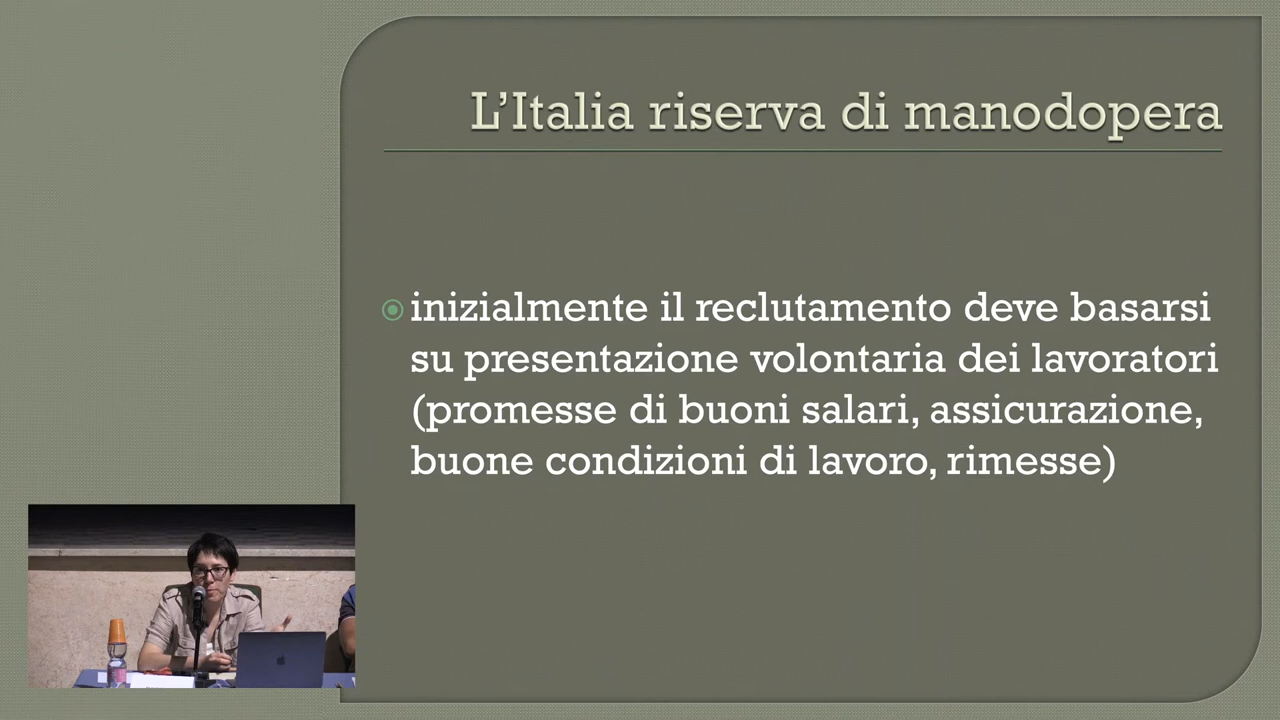 L’Italia riserva di manodopera
inizialmente il reclutamento deve basarsi
su presentazione volontaria dei lavoratori
(promesse di buoni salari, assicurazione,
buone condizioni di lavoro, rimesse)